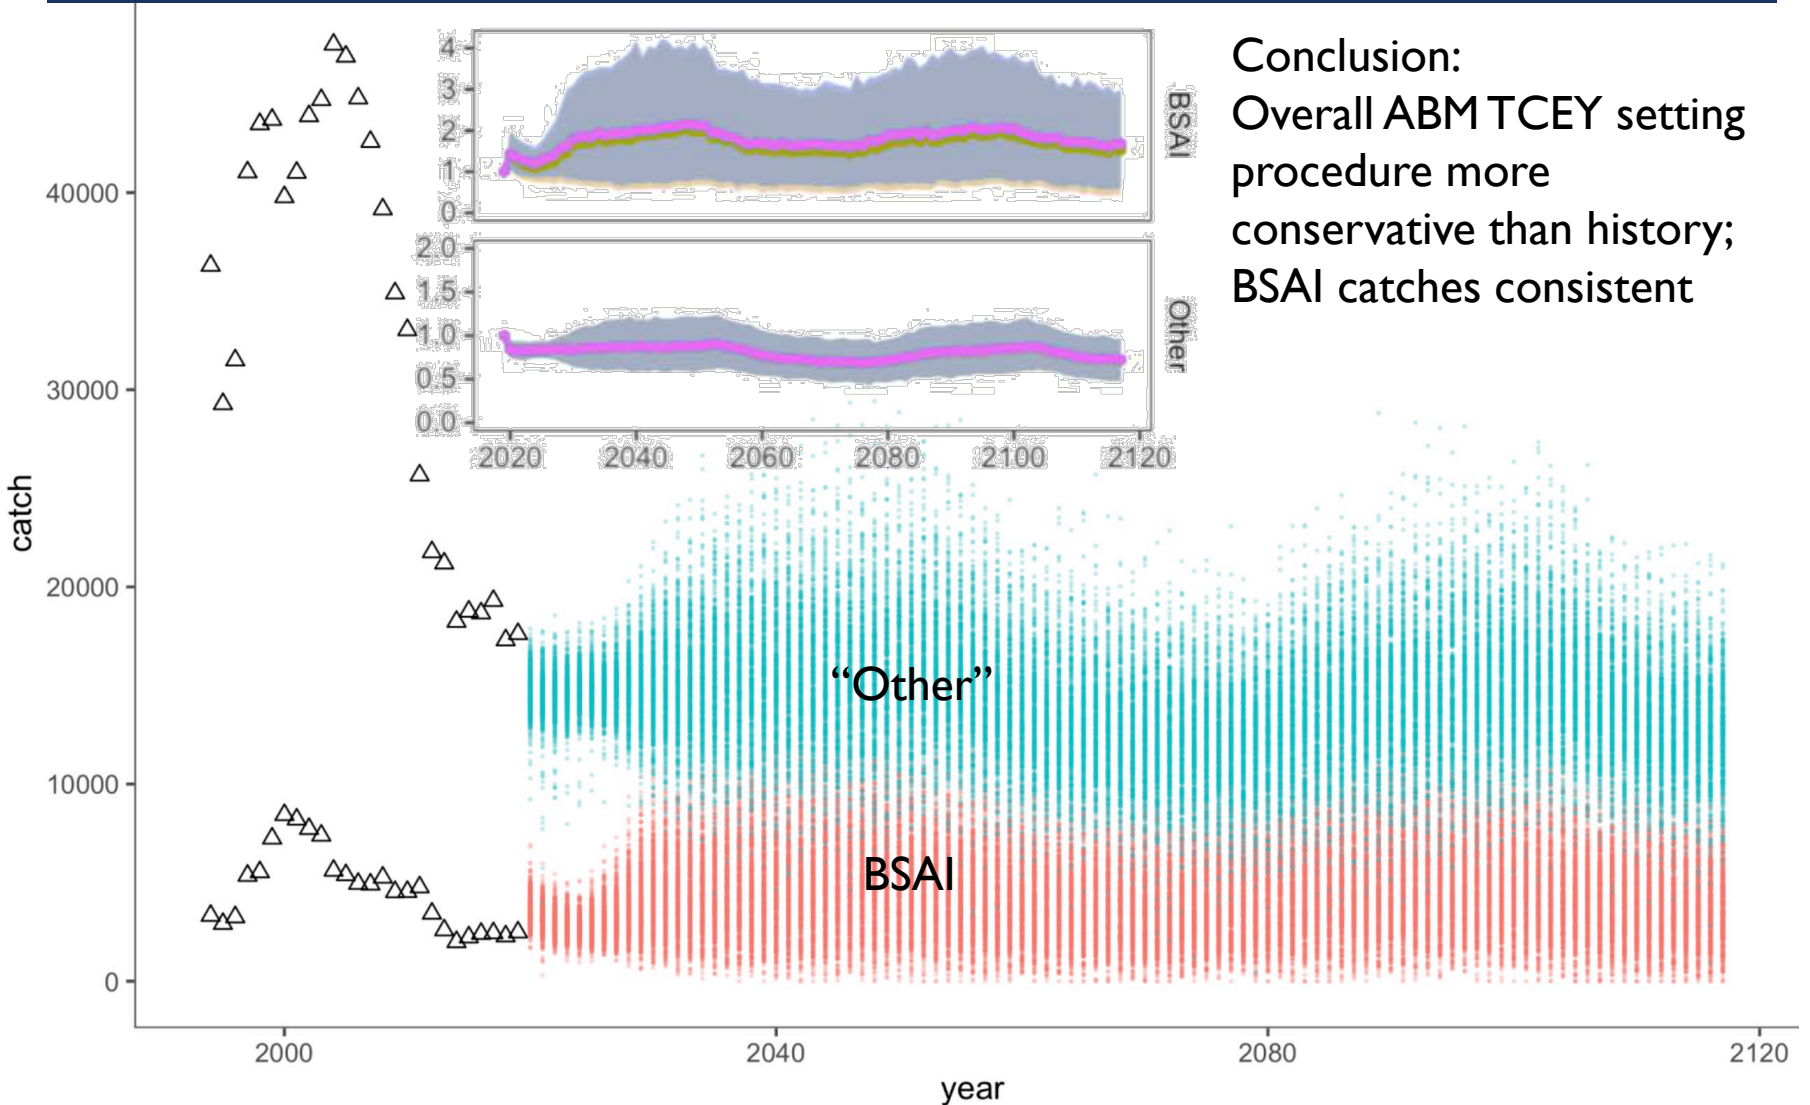 Conclusion:
Overall ABM TCEY setting
procedure more
conservative than history;
BSAI catches consistent
4
3
2
1
0
BSAI
2.0
1.5
1.0
0.5
0.0
Other
2020 2040 2060 2080 2100 2120
catch
40000
30000
20000
10000
0
“Other”
BSAI
2000 2040 2080 2120
year